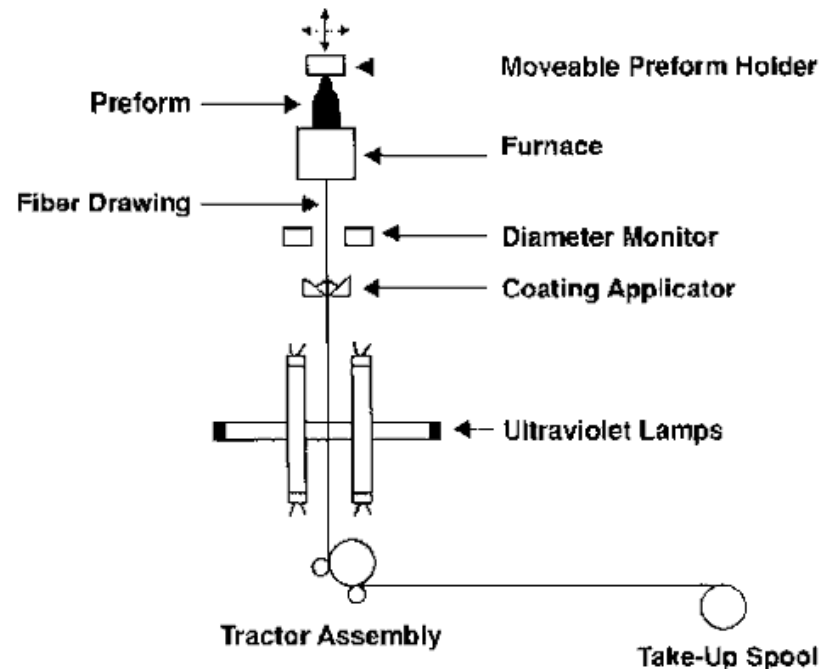 Moveable Preform Holder
Preform
Furnace
Fiber Drawing
Diameter Monitor
Coating Applicator
Ultraviolet Lamps
Tractor Assembly
Take-Up Spool